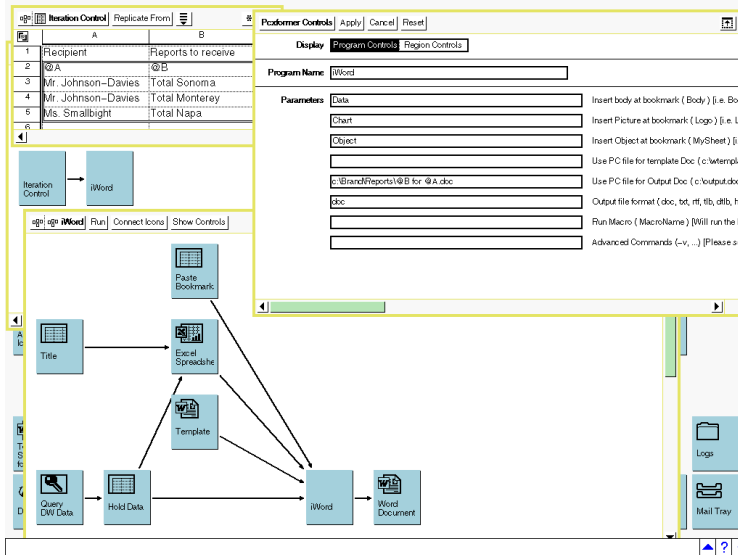 Iteration Control Replicate From
A B
1 Recipient Reports to receive
2 @A @B
3 Mr. Johnson-Davies Total Sonoma
4 Mr. Johnson-Davies Total Monterey
5 Ms. Smallbight Total Napa
6
Iteration Control
iWord
Pcxformer Controls Apply Cancel Reset
Display Program Controls Region Controls
Program Name iWord
Parameters Data Insert body at bookmark ( Body ) [i.e. Bo
Chart Insert Picture at bookmark ( Logo ) [i.e. L
Object Insert Object at bookmark ( MySheet ) [i
Use PC file for template Doc ( c:\wtempla
c:\Brand\Reports\@B for @A.doc Use PC file for Output Doc ( c:\output.doc
doc Output file format ( doc, txt, rtf, tlb, dtlb, h
Run Macro ( MacroName ) [Will run the
Advanced Commands (-v, ...) [Please s
iWord Run Connect Icons Show Controls
Paste
Bookmark
Title
Excel
Spreadshe
Template
Query
DW Data
Hold Data
iWord
Word
Document
Logs
Mail Tray
?